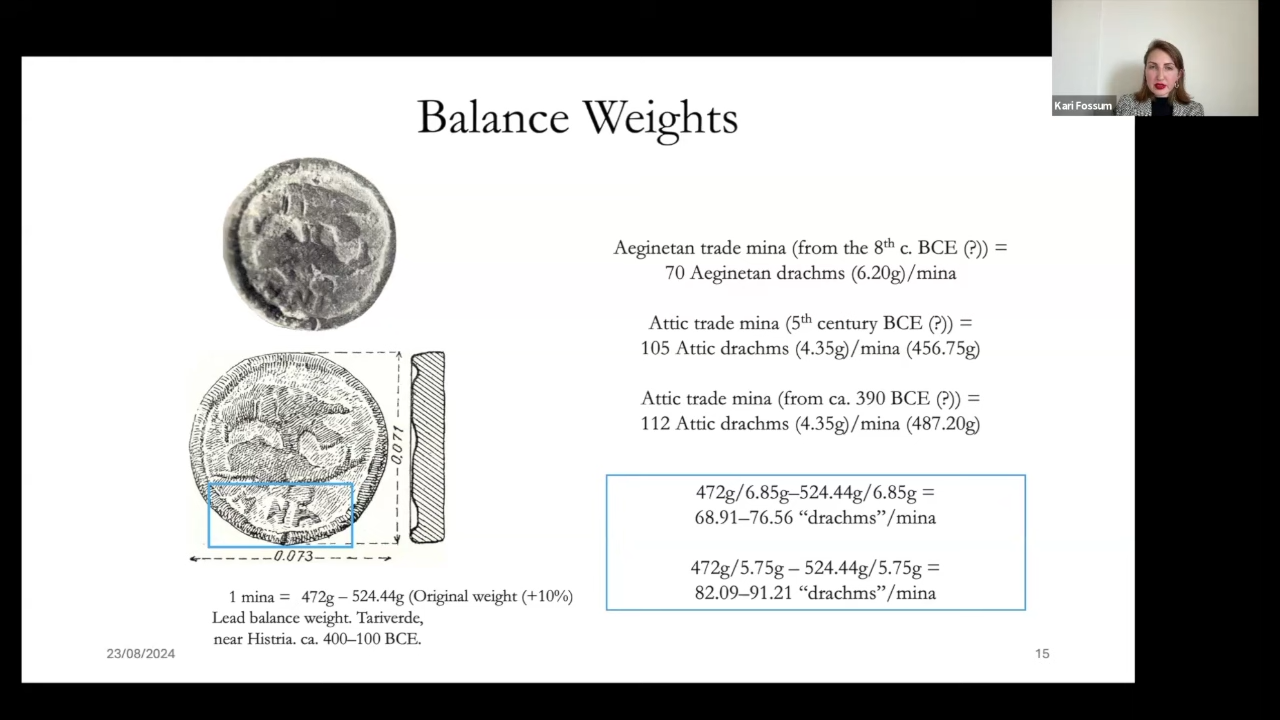 Kari Fossum
Balance Weights
Aeginetan trade mina (from the 8th c. BCE (?)) =
70 Aeginetan drachms (6.20g)/mina
Attic trade mina (5th century BCE (?)) =
105 Attic drachms (4.35g)/mina (456.75g)
Attic trade mina (from ca. 390 BCE (?)) =
112 Attic drachms (4.35g)/mina (487.20g)
472g/6.85g–524.44g/6.85g =
68.91–76.56 “drachms”/mina
472g/5.75g – 524.44g/5.75g =
82.09–91.21 “drachms”/mina
0.071
0.073
1 mina = 472g – 524.44g (Original weight (+10%)
Lead balance weight. Tariverde,
near Histria. ca. 400–100 BCE.
23/08/2024
15